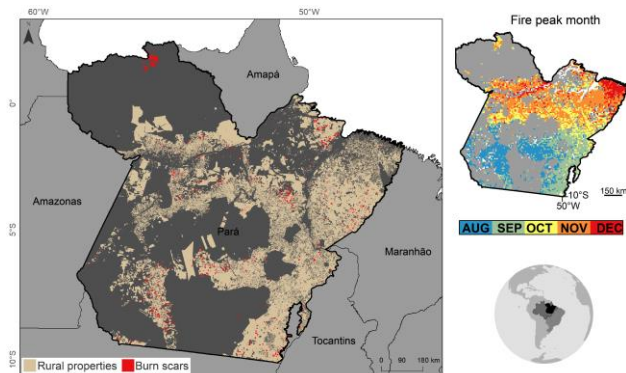 60°W
50°W
Amapá
0°
Amazonas
Pará
5°S
Maranhão
Tocantins
10°S
Rural properties
Burn scars
0 90 180 km
Fire peak month
10°S
50°W
150 km
AUG SEP OCT NOV DEC